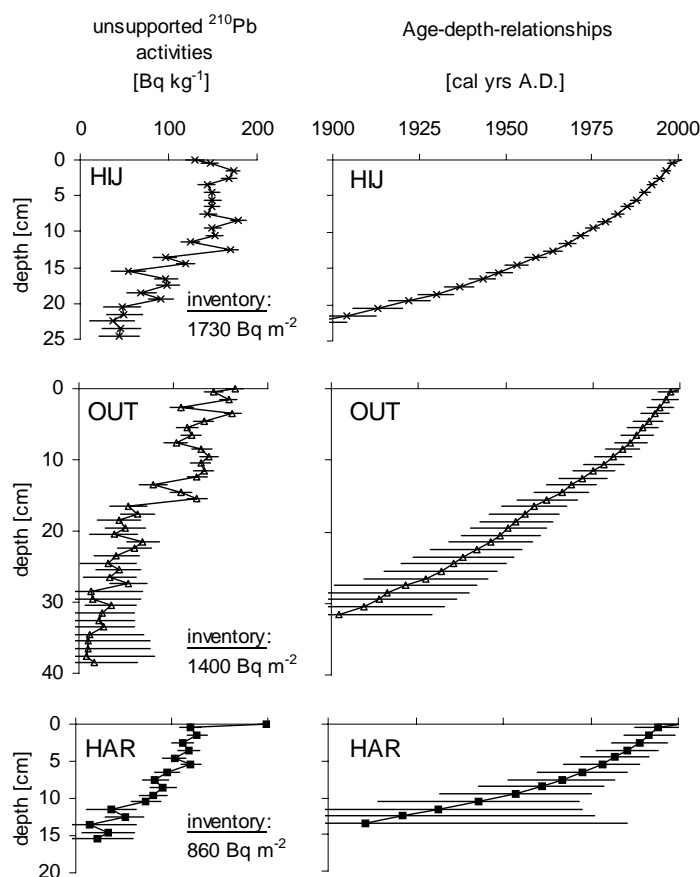 unsupported ²¹⁰Pb
activities
[Bq kg⁻¹]
Age-depth-relationships
[cal yrs A.D.]
0 100 200
1900 1925 1950 1975 2000
depth [cm]
0
5
10
15
20
25
HIJ
inventory:
1730 Bq m⁻²
HIJ
depth [cm]
0
10
20
30
40
OUT
inventory:
1400 Bq m⁻²
OUT
depth [cm]
0
5
10
15
20
HAR
inventory:
860 Bq m⁻²
HAR